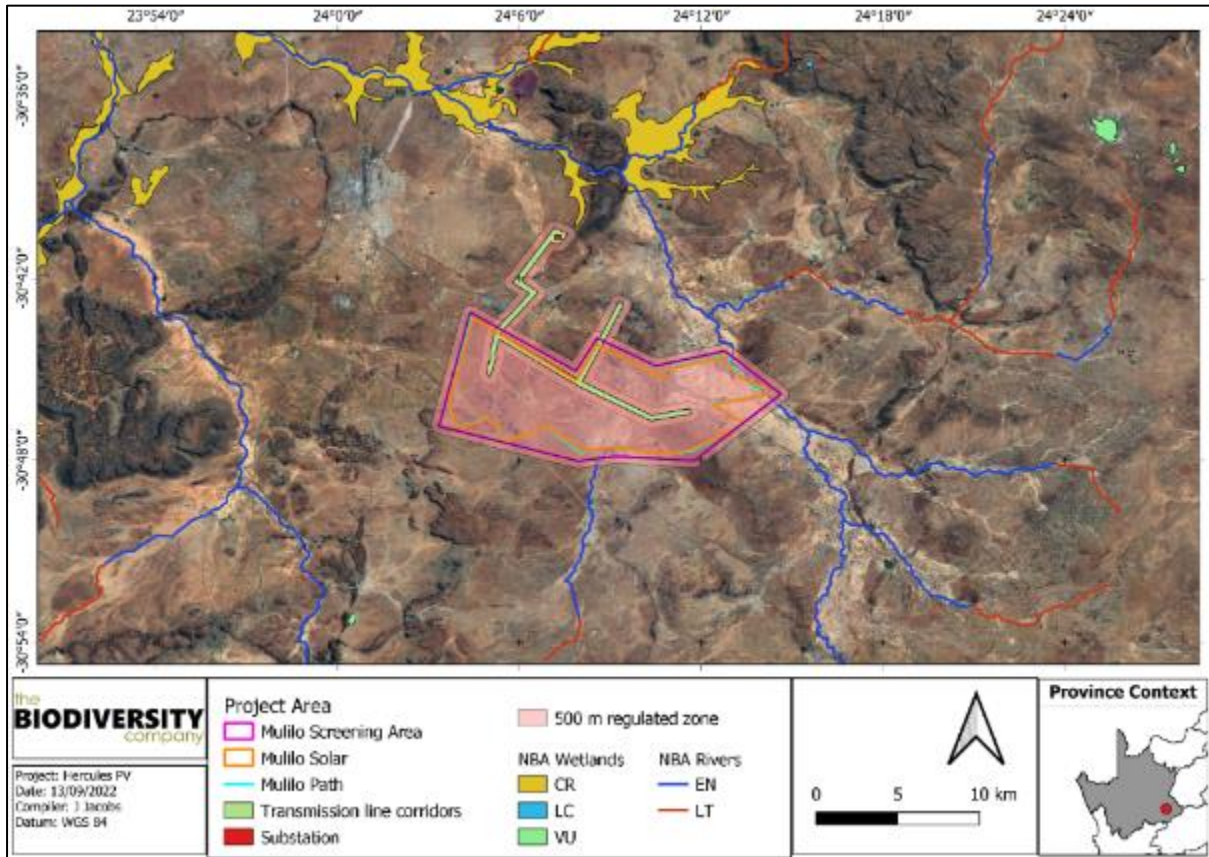 23°54'0" 24°0'0" 24°6'0" 24°12'0" 24°18'0" 24°24'0"
-30°36'0"
-30°42'0"
-30°48'0"
-30°54'0"
the
BIODIVERSITY
company
Project: Hercules PV
Date: 13/09/2022
Compiler: J Jacobs
Datum: WGS 84
Project Area
Mulilo Screening Area
Mulilo Solar
Mulilo Path
Transmission line corridors
Substation
500 m regulated zone
NBA Wetlands
CR
LC
VU
NBA Rivers
EN
LT
0 5 10 km
Province Context